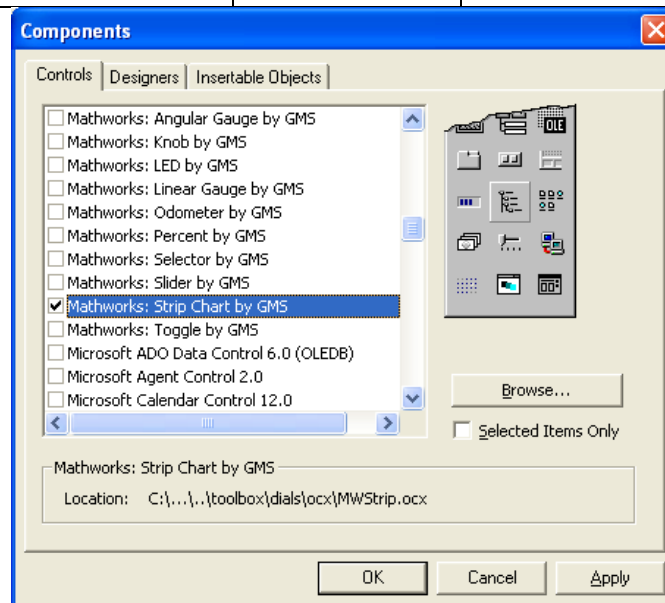 Components
Controls Designers Insertable Objects
Mathworks: Angular Gauge by GMS
Mathworks: Knob by GMS
Mathworks: LED by GMS
Mathworks: Linear Gauge by GMS
Mathworks: Odometer by GMS
Mathworks: Percent by GMS
Mathworks: Selector by GMS
Mathworks: Slider by GMS
Mathworks: Strip Chart by GMS
Mathworks: Toggle by GMS
Microsoft ADO Data Control 6.0 (OLEDB)
Microsoft Agent Control 2.0
Microsoft Calendar Control 12.0
OLE
Browse...
Selected Items Only
Mathworks: Strip Chart by GMS
Location: C:\...\..\toolbox\dials\ocx\MWStrip.ocx
OK Cancel Apply